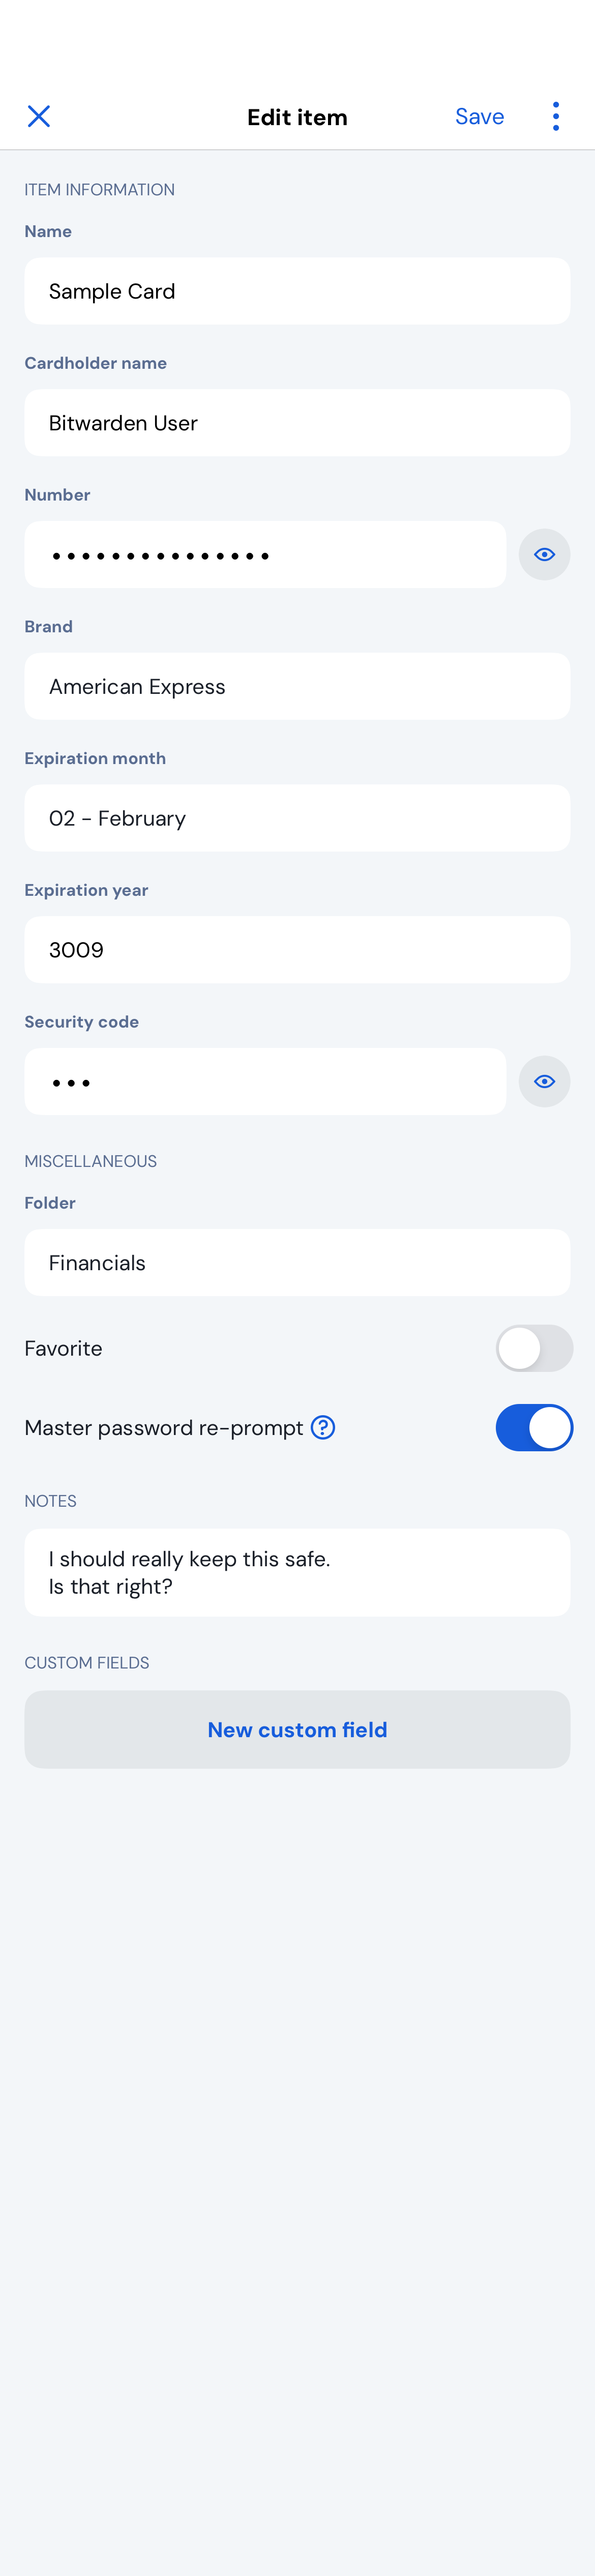 Edit item
Save
ITEM INFORMATION
Name
Sample Card
Cardholder name
Bitwarden User
Number
•••••••••••••••
Brand
American Express
Expiration month
02 - February
Expiration year
3009
Security code
•••
MISCELLANEOUS
Folder
Financials
Favorite
Master password re-prompt
NOTES
I should really keep this safe.
Is that right?
CUSTOM FIELDS
New custom field